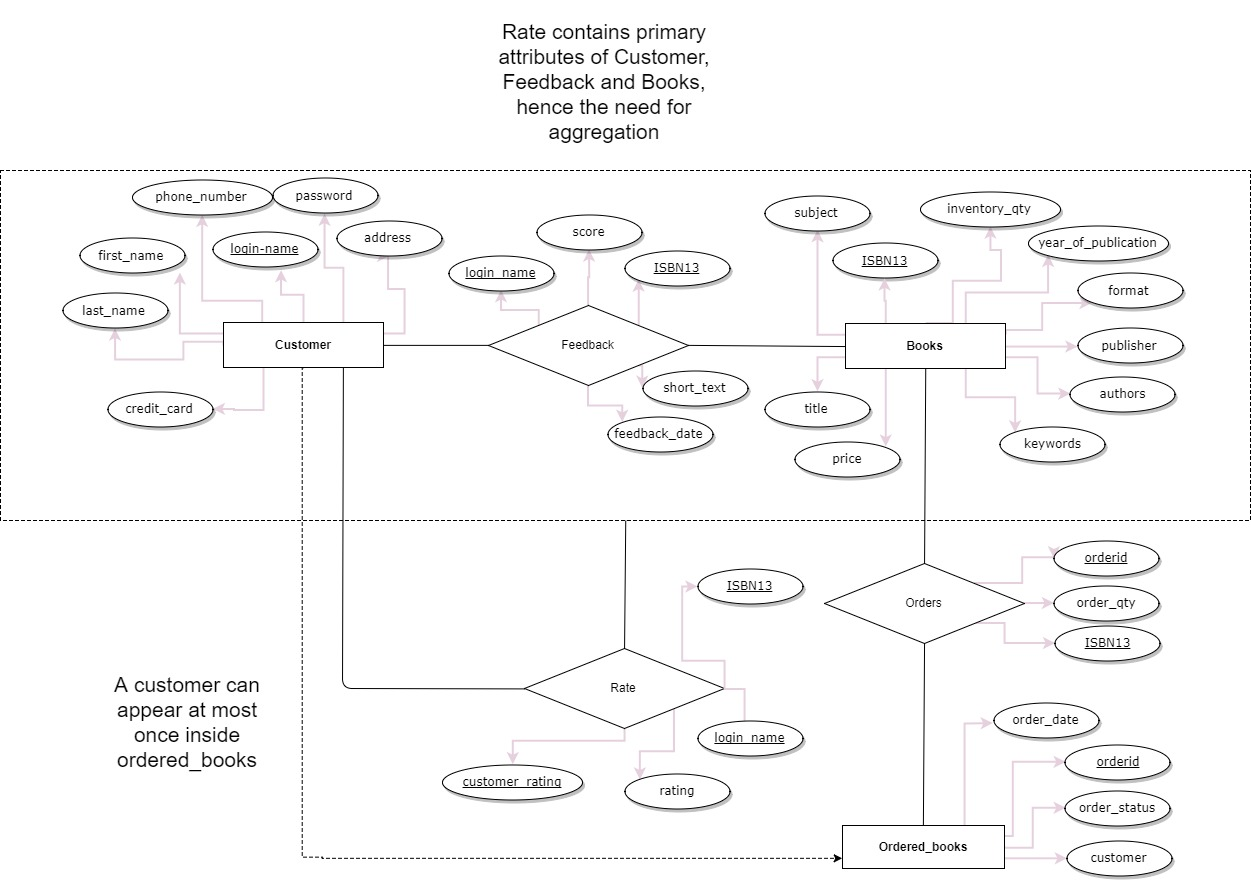 Rate contains primary
attributes of Customer,
Feedback and Books,
hence the need for
aggregation
phone_number
password
subject
inventory_qty
first_name
login-name
address
score
year_of_publication
login_name
ISBN13
ISBN13
last_name
format
Customer
Feedback
Books
publisher
short_text
authors
credit_card
title
feedback_date
keywords
price
orderid
ISBN13
Orders
order_qty
ISBN13
A customer can
appear at most
once inside
ordered_books
Rate
order_date
login_name
orderid
customer_rating
rating
order_status
Ordered_books
customer